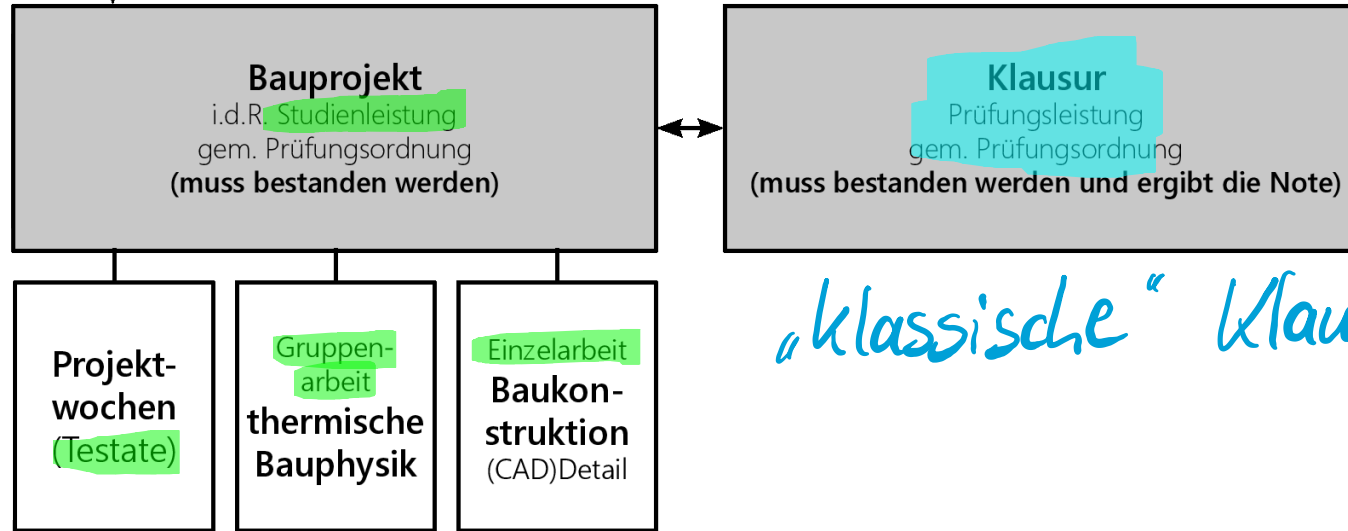 Bauprojekt
i.d.R. Studienleistung
gem. Prüfungsordnung
(muss bestanden werden)
Klausur
Prüfungsleistung
gem. Prüfungsordnung
(muss bestanden werden und ergibt die Note)
„klassische“ Klau
Projekt-
wochen
(Testate)
Gruppen-
arbeit
thermische
Bauphysik
Einzelarbeit
Baukon-
struktion
(CAD)Detail